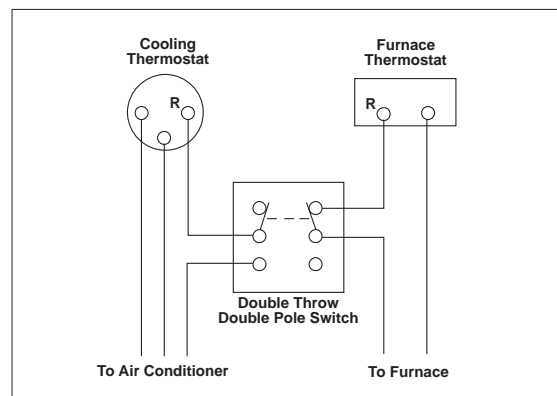 Cooling
Thermostat
Furnace
Thermostat
R
R
Double Throw
Double Pole Switch
To Air Conditioner
To Furnace